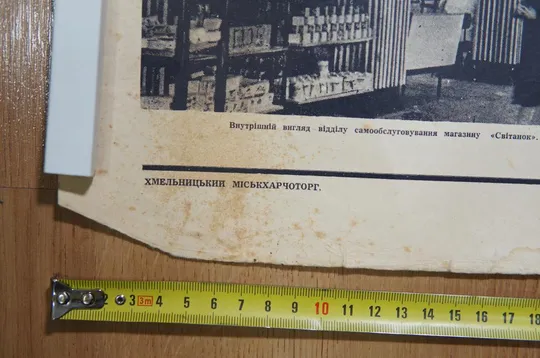 Внутрішній вигляд відділу самообслуговування магазину «Світанок».
ХМЕЛЬНИЦЬКИЙ МІСЬКХАРЧОТОРГ.
3 3m 4 5 6 7 8 9 10 11 12 13 14 15 16 17 18